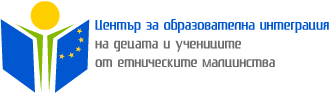 Център за образователна интеграция
на децата и учениците
от етническите малцинства